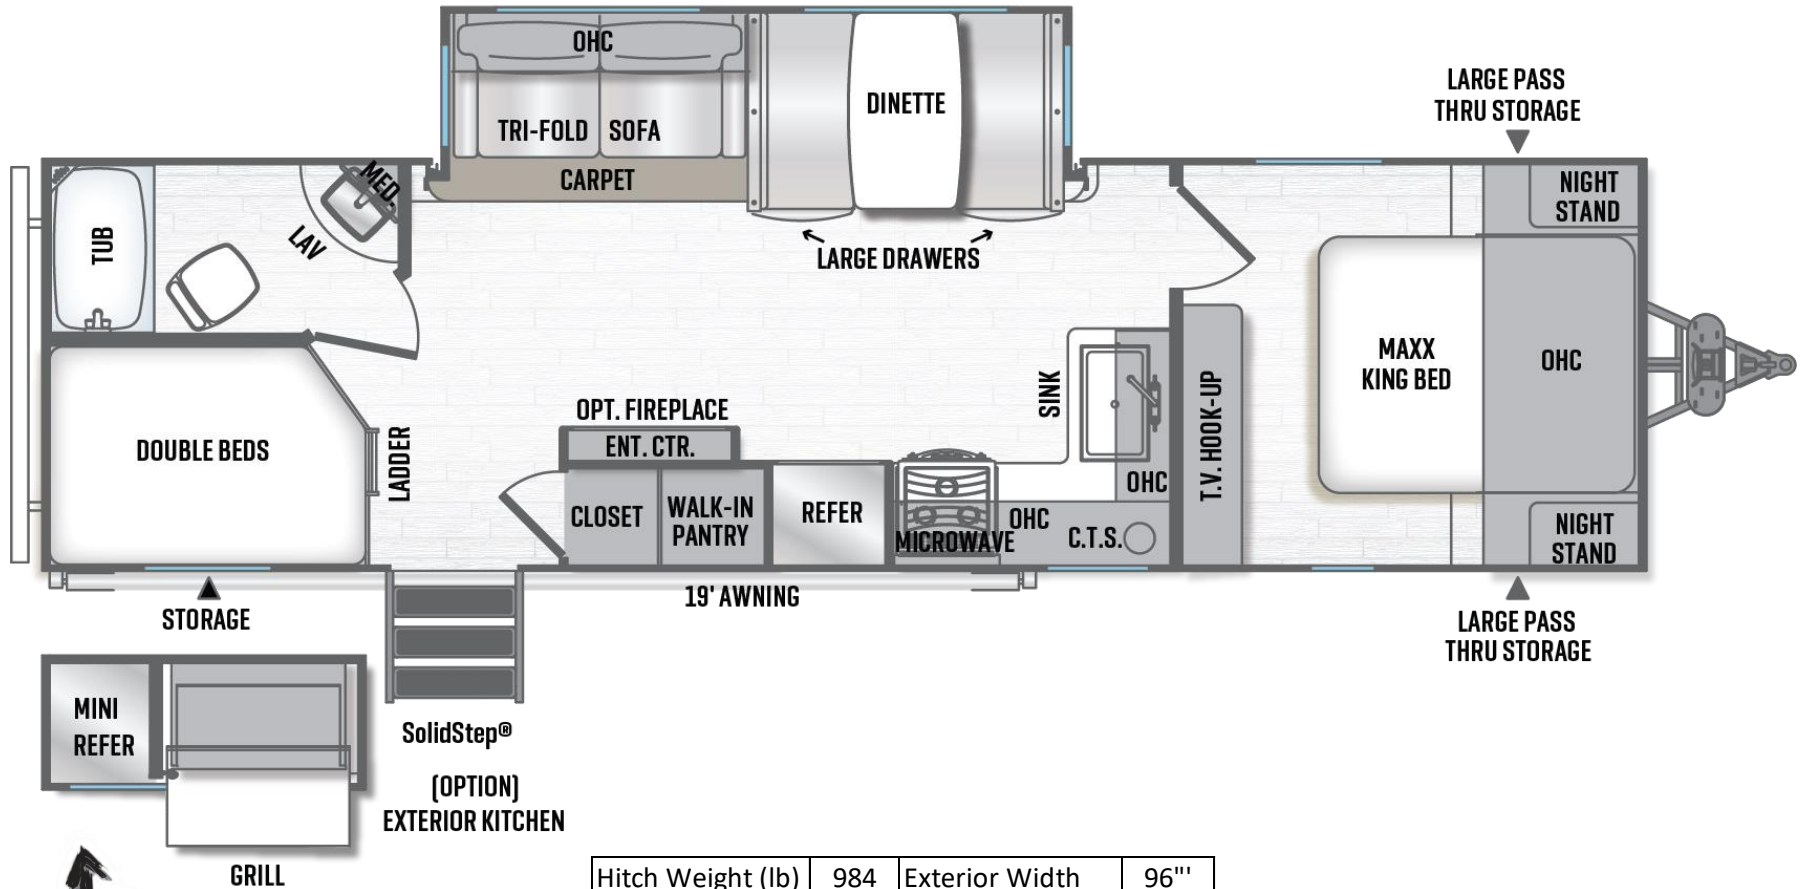 OHC
TRI-FOLD SOFA
CARPET
DINETTE
LARGE DRAWERS
LARGE PASS
THRU STORAGE
NIGHT
STAND
MED.
LAV
TUB
MAXX
KING BED
OHC
T.V. HOOK-UP
SINK
OHC
OPT. FIREPLACE
ENT. CTR.
DOUBLE BEDS
LADDER
CLOSET
WALK-IN
PANTRY
REFER
MICROWAVE
OHC
C.T.S.
NIGHT
STAND
STORAGE
19' AWNING
LARGE PASS
THRU STORAGE
MINI
REFER
SolidStep®
(OPTION)
EXTERIOR KITCHEN
GRILL
Hitch Weight (lb) 984 Exterior Width 96"'